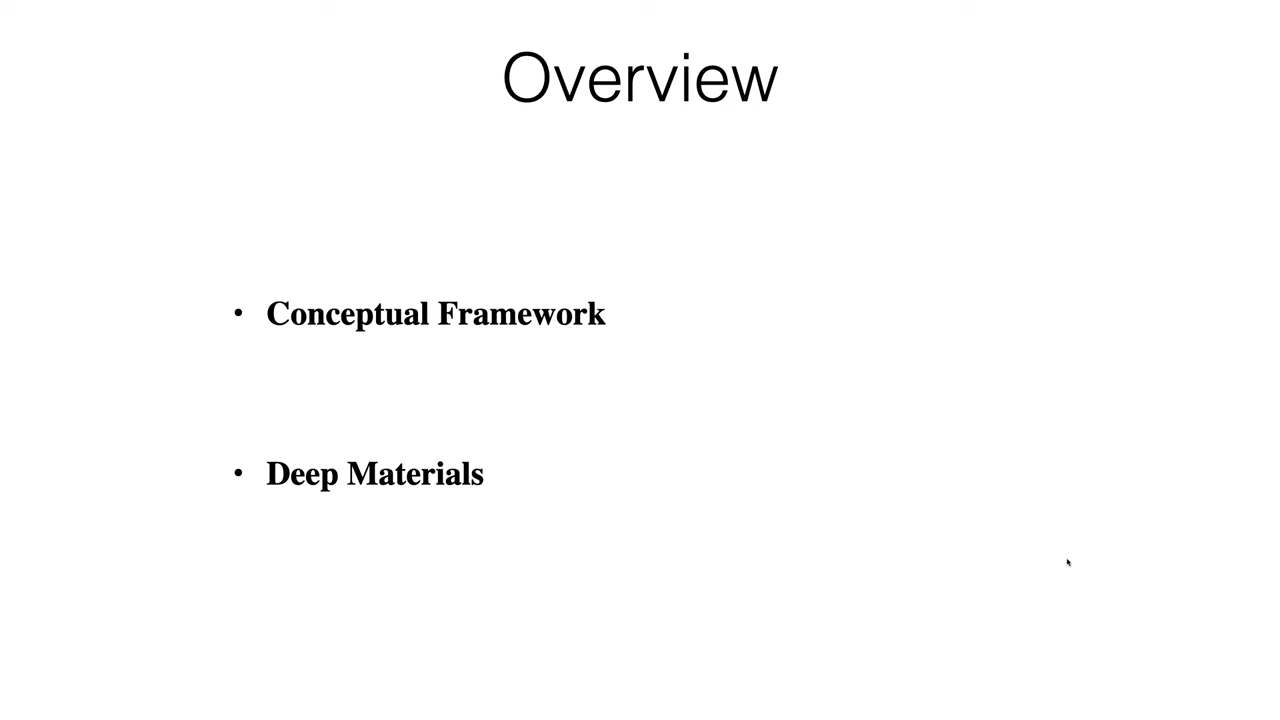 Overview
• Conceptual Framework
• Deep Materials